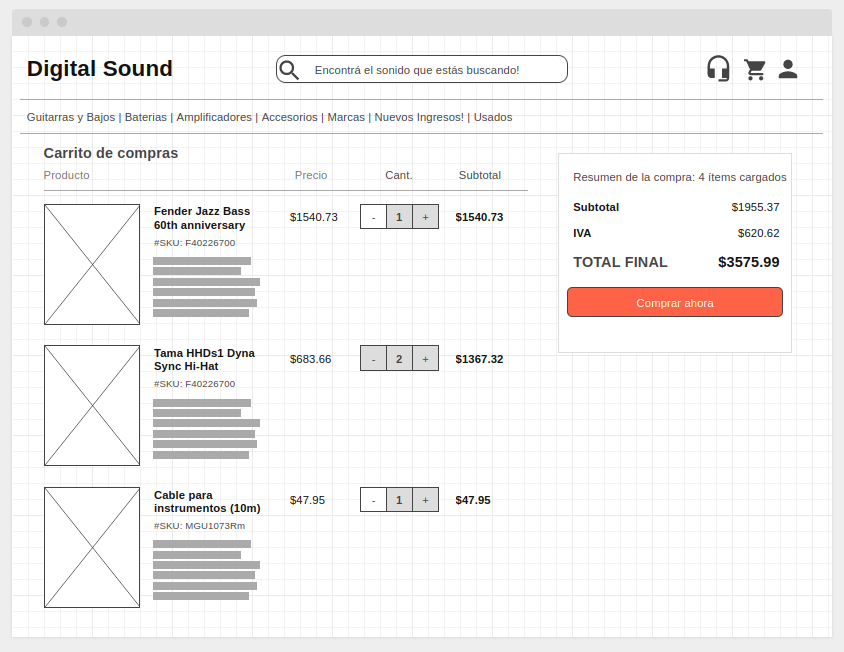 Digital Sound
Encontrá el sonido que estás buscando!
Guitarras y Bajos | Baterias | Amplificadores | Accesorios | Marcas | Nuevos Ingresos! | Usados
Carrito de compras
Producto Precio Cant. Subtotal
Fender Jazz Bass
60th anniversary
#SKU: F40226700
$1540.73 - 1 + $1540.73
Tama HHDs1 Dyna
Sync Hi-Hat
#SKU: F40226700
$683.66 - 2 + $1367.32
Cable para
instrumentos (10m)
#SKU: MGU1073Rm
$47.95 - 1 + $47.95
Resumen de la compra: 4 ítems cargados
Subtotal $1955.37
IVA $620.62
TOTAL FINAL $3575.99
Comprar ahora